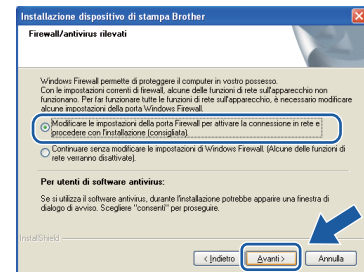 Installazione dispositivo di stampa Brother
Firewall/antivirus rilevati
Windows Firewall permette di proteggere il computer in vostro possesso.
Con le impostazioni correnti di firewall, alcune delle funzioni di rete sull'apparecchio non
funzionano. Per far funzionare tutte le funzioni di rete sull'apparecchio, è necessario modificare
alcune impostazioni della porta Windows Firewall.
Modificare le impostazioni della porta Firewall per attivare la connessione in rete e
procedere con l'installazione (consigliata).
Continuare senza modificare le impostazioni di Windows Firewall. (Alcune delle funzioni di
rete verranno disattivate).
Per utenti di software antivirus:
Se si utilizza il software antivirus, durante l'installazione potrebbe apparire una finestra di
dialogo di avviso. Scegliere "consenti" per proseguire.
InstallShield
< Indietro
Avanti >
Annulla